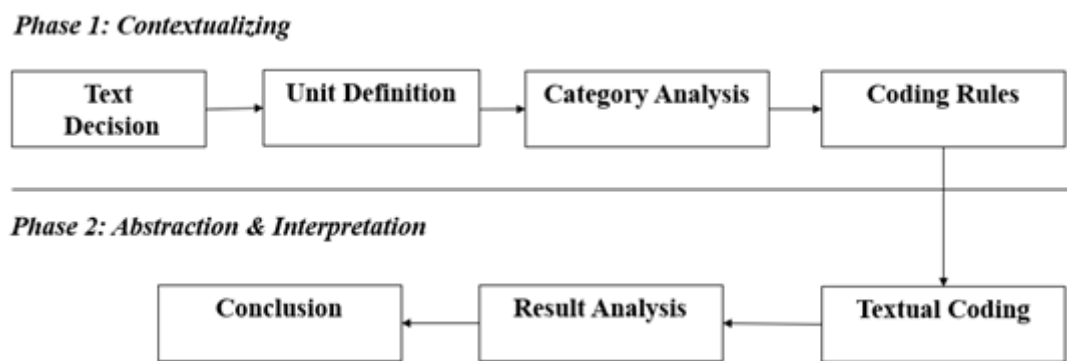 Phase 1: Contextualizing
Text
Decision
Unit Definition
Category Analysis
Coding Rules
Phase 2: Abstraction & Interpretation
Conclusion
Result Analysis
Textual Coding